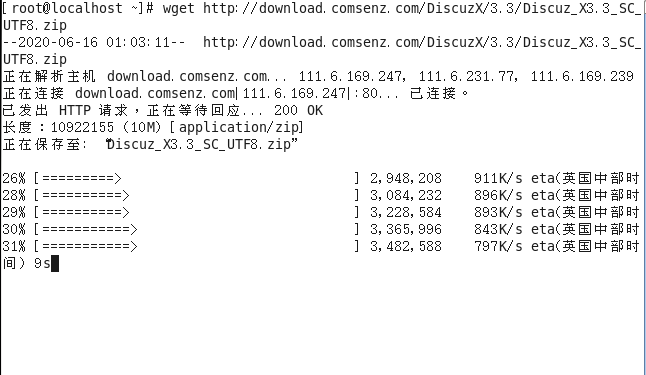 [root@localhost ~]# wget http://download.comsenz.com/DiscuzX/3.3/Discuz_X3.3_SC_
UTF8.zip
--2020-06-16 01:03:11--  http://download.comsenz.com/DiscuzX/3.3/Discuz_X3.3_SC_
UTF8.zip
正在解析主机 download.comsenz.com... 111.6.169.247, 111.6.231.77, 111.6.169.239
正在连接 download.comsenz.com|111.6.169.247|:80... 已连接。
已发出 HTTP 请求，正在等待回应... 200 OK
长度：10922155 (10M) [application/zip]
正在保存至: “Discuz_X3.3_SC_UTF8.zip”
26% [=========>                             ] 2,948,208    911K/s eta(英国中部时
28% [==========>                            ] 3,084,232    896K/s eta(英国中部时
29% [==========>                            ] 3,228,584    893K/s eta(英国中部时
30% [===========>                           ] 3,365,996    843K/s eta(英国中部时
31% [===========>                           ] 3,482,588    797K/s eta(英国中部时
间) 9s